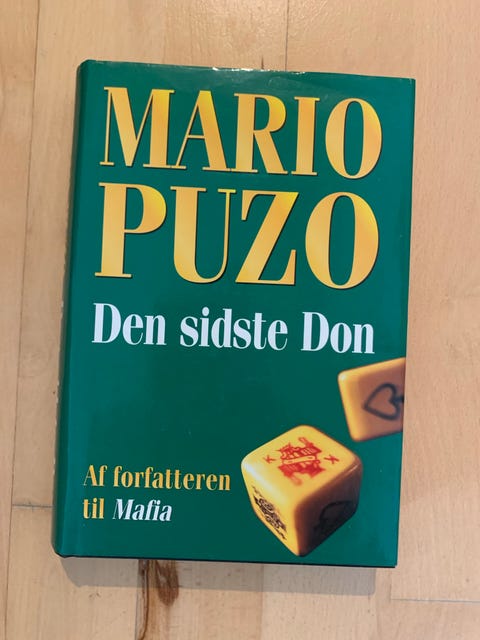 MARIO
PUZO
Den sidste Don
Af forfatteren
til Mafia
K
K